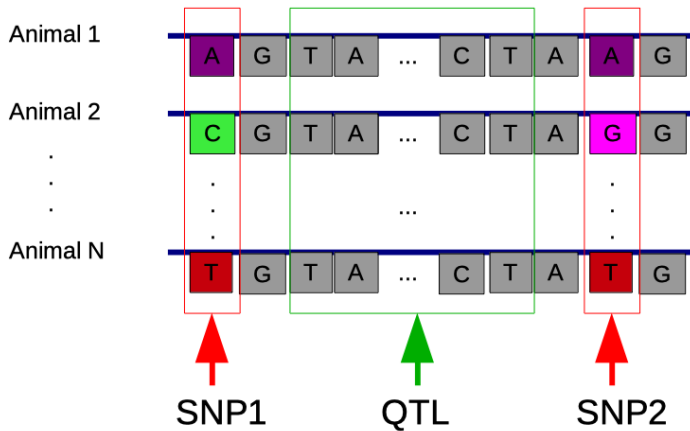 Animal 1
A G T A ... C T A A G
Animal 2
C G T A ... C T A G G
. . .
. . .
. ... .
Animal N
T G T A ... C T A T G
SNP1 QTL SNP2